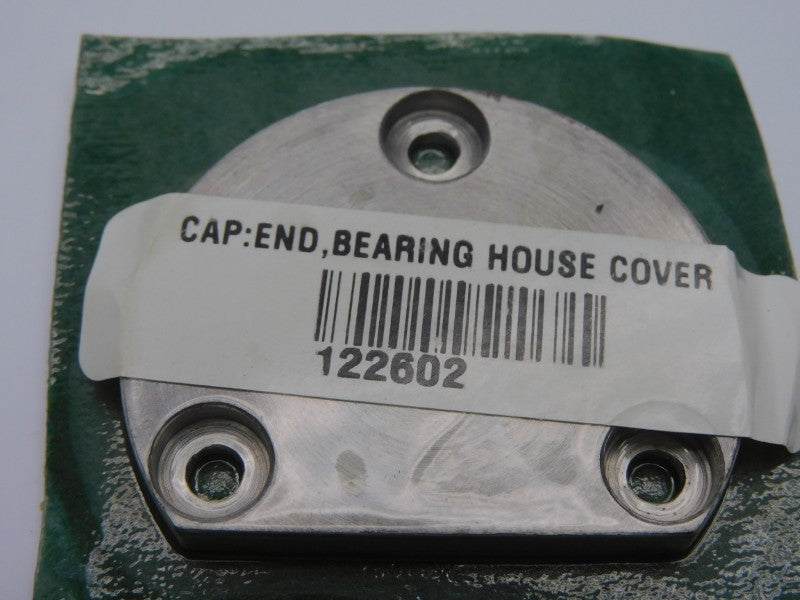 CAP:END,BEARING HOUSE COVER
122602